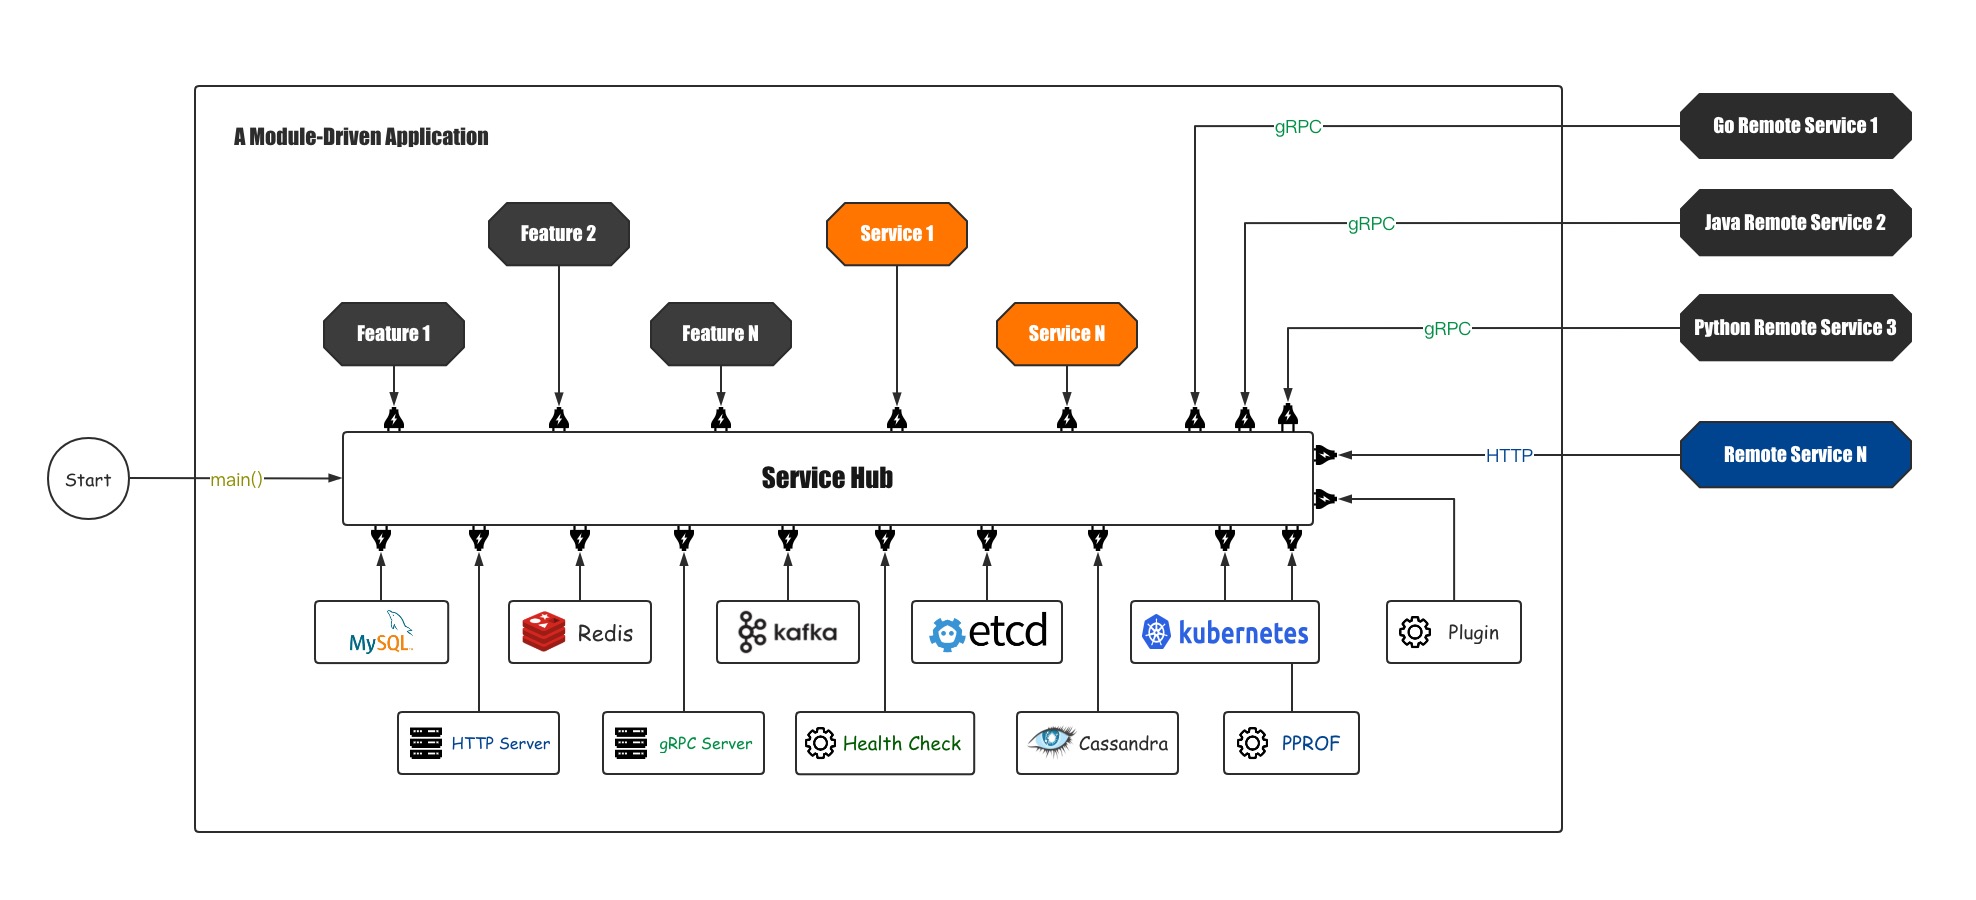 A Module-Driven Application
gRPC
Go Remote Service 1
Feature 2
Service 1
gRPC
Java Remote Service 2
Feature 1
Feature N
Service N
gRPC
Python Remote Service 3
Start
main()
Service Hub
HTTP
Remote Service N
MySQL
Redis
kafka
etcd
kubernetes
Plugin
HTTP Server
gRPC Server
Health Check
Cassandra
PPROF